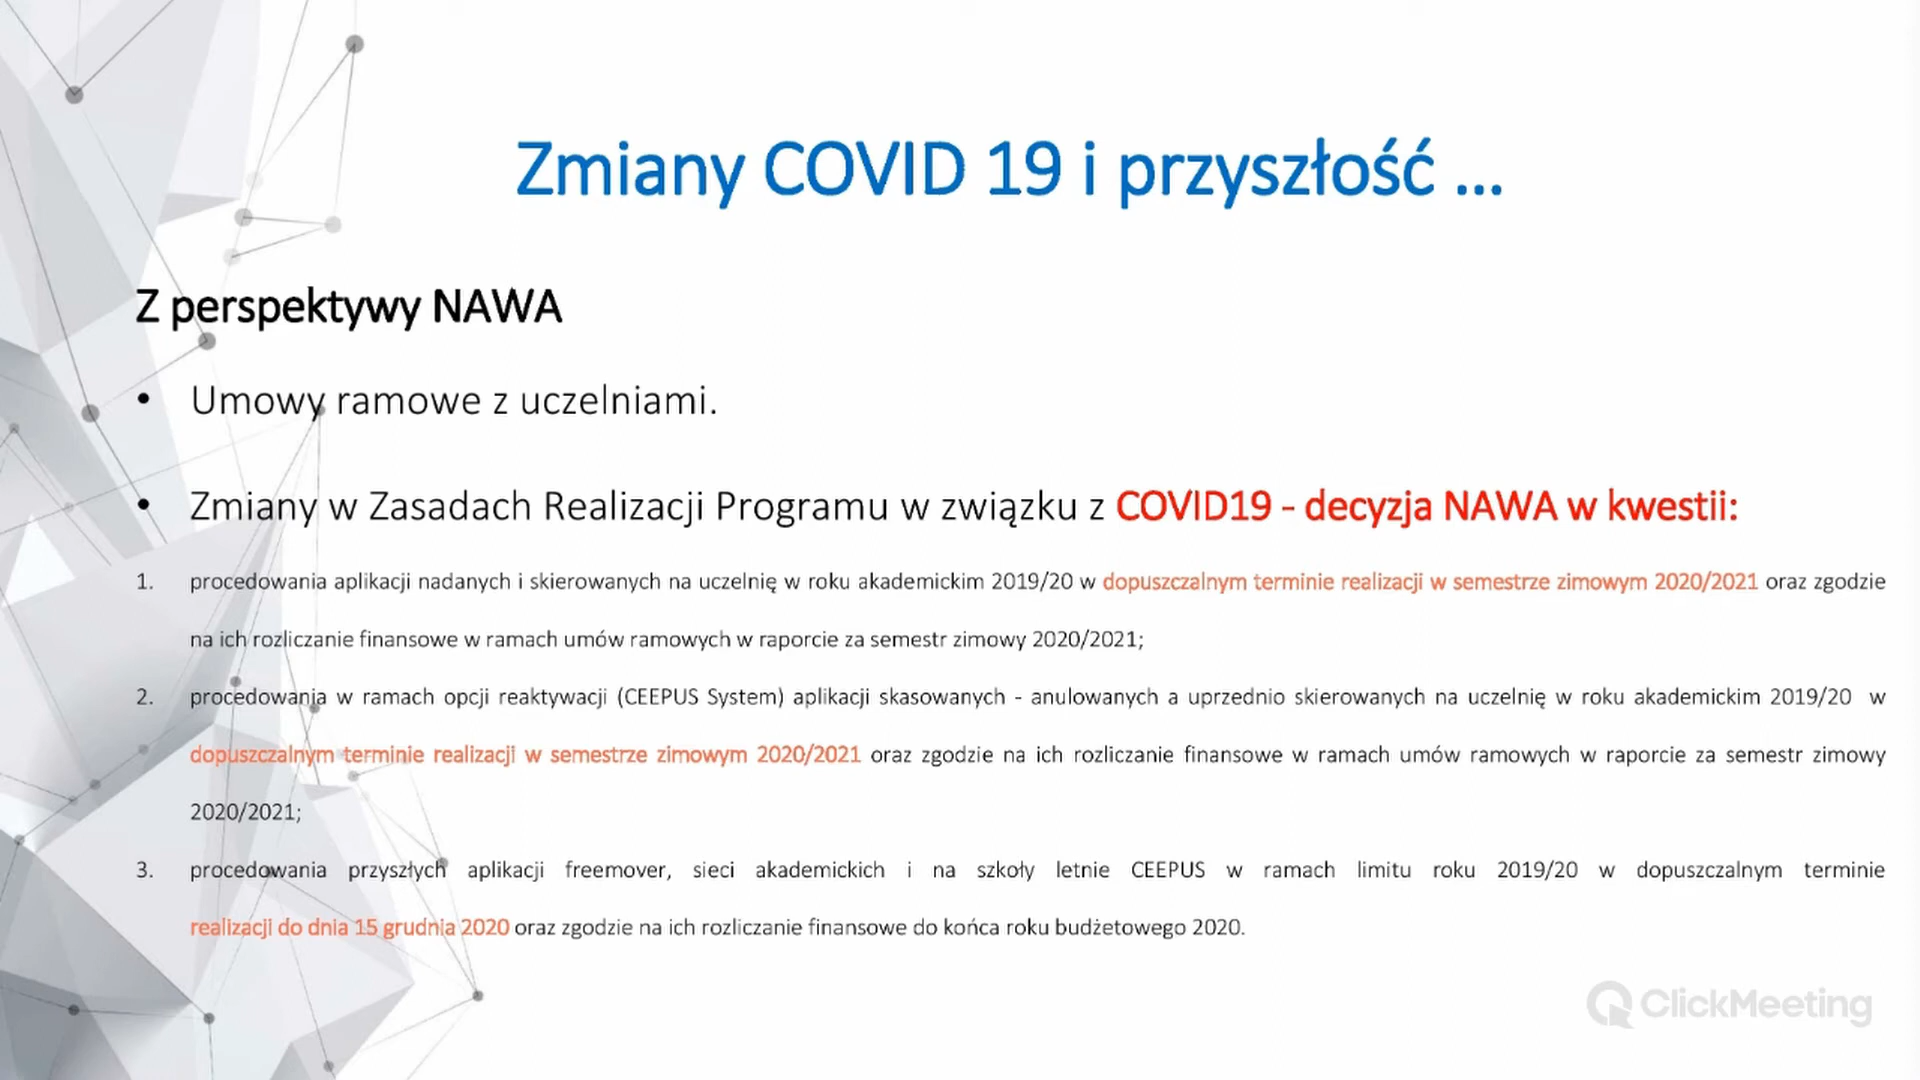 Zmiany COVID 19 i przyszłość ...
Z perspektywy NAWA
• Umowy ramowe z uczelniami.
• Zmiany w Zasadach Realizacji Programu w związku z COVID19 - decyzja NAWA w kwestii:
1. procedowania aplikacji nadanych i skierowanych na uczelnię w roku akademickim 2019/20 w dopuszczalnym terminie realizacji w semestrze zimowym 2020/2021 oraz zgodzie
na ich rozliczanie finansowe w ramach umów ramowych w raporcie za semestr zimowy 2020/2021;
2. procedowania w ramach opcji reaktywacji (CEEPUS System) aplikacji skasowanych - anulowanych a uprzednio skierowanych na uczelnię w roku akademickim 2019/20 w
dopuszczalnym terminie realizacji w semestrze zimowym 2020/2021 oraz zgodzie na ich rozliczanie finansowe w ramach umów ramowych w raporcie za semestr zimowy
2020/2021;
3. procedowania przyszłych aplikacji freemover, sieci akademickich i na szkoły letnie CEEPUS w ramach limitu roku 2019/20 w dopuszczalnym terminie
realizacji do dnia 15 grudnia 2020 oraz zgodzie na ich rozliczanie finansowe do końca roku budżetowego 2020.
ClickMeeting